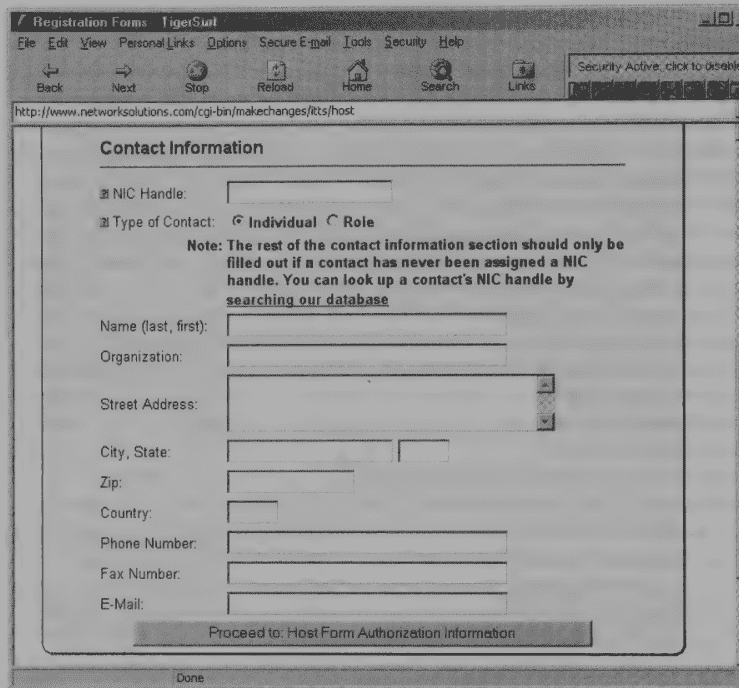 Registration Forms TigerSurf
File Edit View Personal Links Options Secure E-mail Tools Security Help
Back Next Stop Reload Home Search Links
Security Active, click to disable
http://www.networksolutions.com/cgi-bin/makechanges/itts/host
Contact Information
NIC Handle:
Type of Contact: Individual Role
Note: The rest of the contact information section should only be
filled out if a contact has never been assigned a NIC
handle. You can look up a contact's NIC handle by
searching our database
Name (last, first):
Organization:
Street Address:
City, State:
Zip:
Country:
Phone Number:
Fax Number:
E-Mail:
Proceed to: Host Form Authorization Information
Done